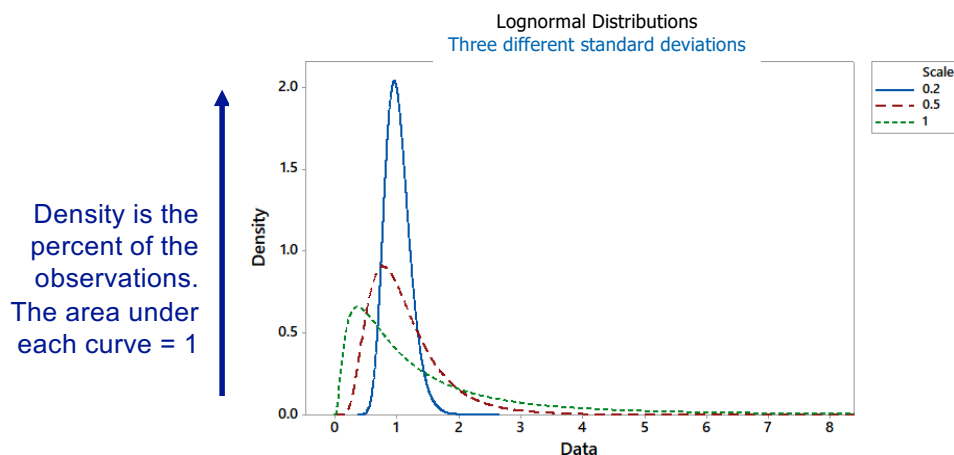 Lognormal Distributions
Three different standard deviations
Scale
0.2
0.5
1
Density is the
percent of the
observations.
The area under
each curve = 1
Density
2.0
1.5
1.0
0.5
0.0
0 1 2 3 4 5 6 7 8
Data